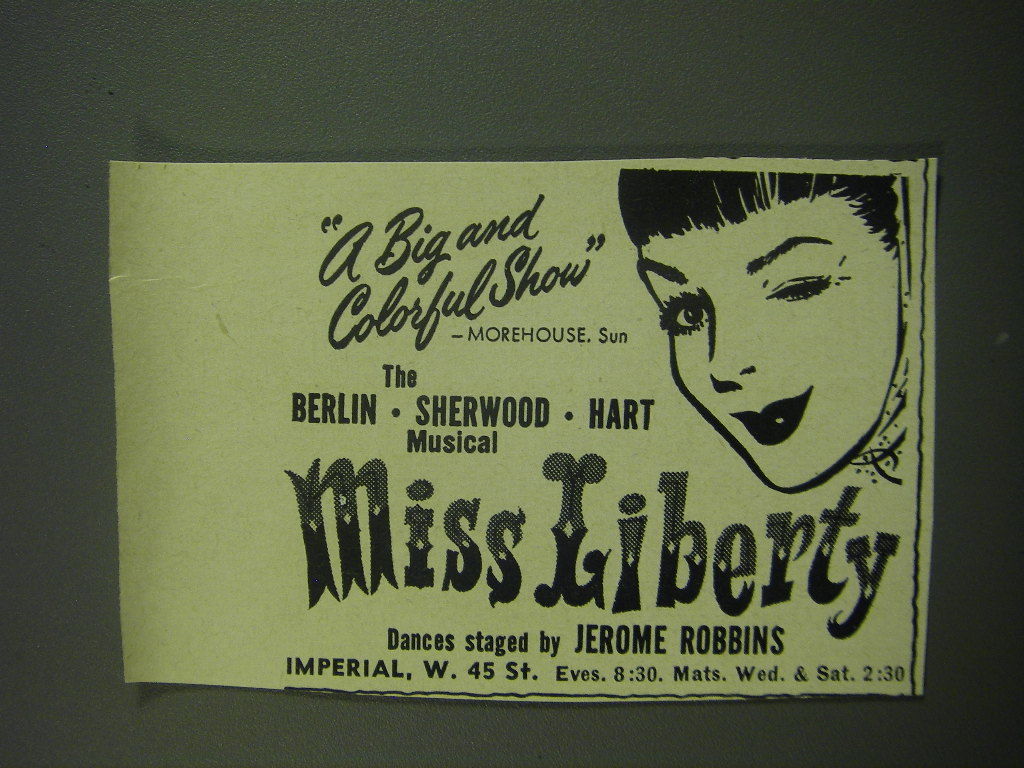 "A Big and
Colorful Show"
- MOREHOUSE. Sun
The
BERLIN • SHERWOOD • HART
Musical
Miss Liberty
Dances staged by JEROME ROBBINS
IMPERIAL, W. 45 St. Eves. 8:30. Mats. Wed. & Sat. 2:30